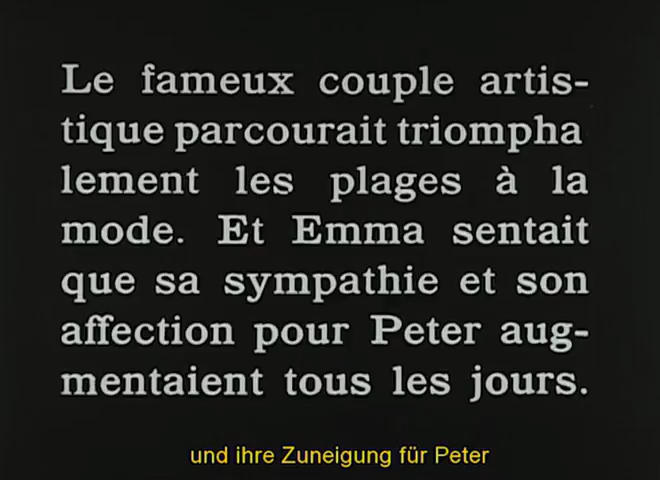 Le fameux couple artis-
tique parcourait triompha
lement les plages à la
mode. Et Emma sentait
que sa sympathie et son
affection pour Peter aug-
mentaient tous les jours.
und ihre Zuneigung für Peter